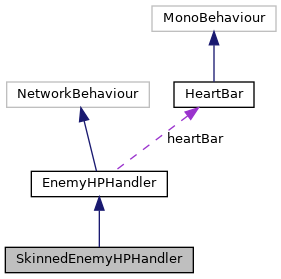 MonoBehaviour
NetworkBehaviour
HeartBar
heartBar
EnemyHPHandler
SkinnedEnemyHPHandler